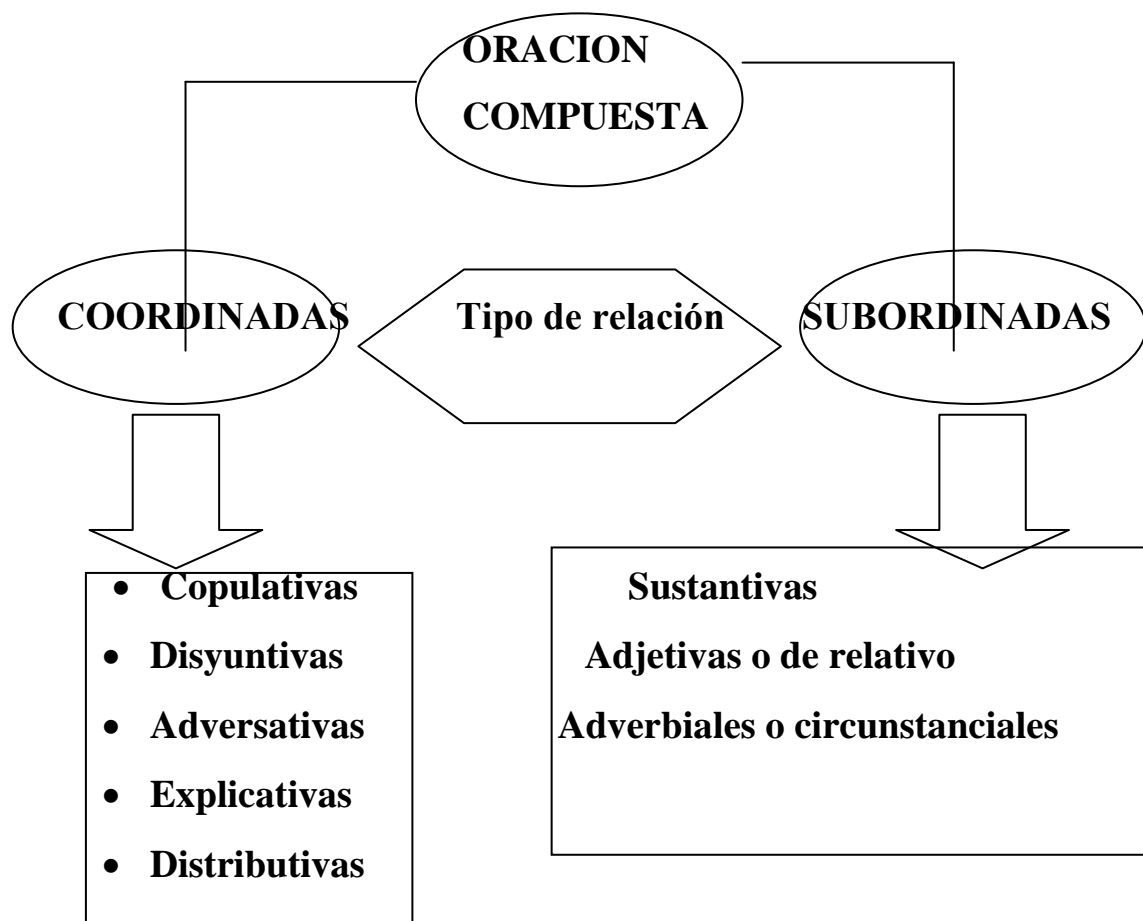 ORACION
COMPUESTA
COORDINADAS
Tipo de relación
SUBORDINADAS
• Copulativas
• Disyuntivas
• Adversativas
• Explicativas
• Distributivas
Sustantivas
Adjetivas o de relativo
Adverbiales o circunstanciales